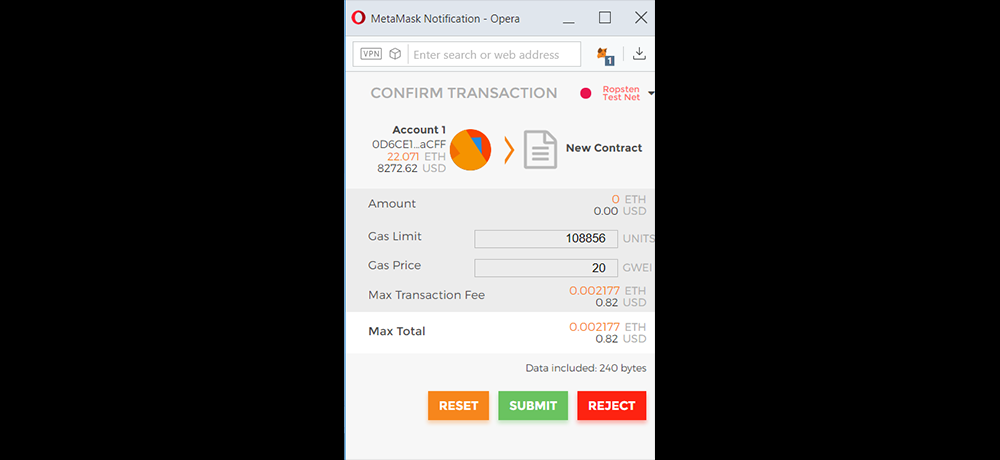 MetaMask Notification - Opera
VPN
Enter search or web address
1
CONFIRM TRANSACTION
Ropsten
Test Net
Account 1
0D6CE1...aCFF
22.071 ETH
8272.62 USD
New Contract
Amount
0 ETH
0.00 USD
Gas Limit
108856 UNITS
Gas Price
20 GWEI
Max Transaction Fee
0.002177 ETH
0.82 USD
Max Total
0.002177 ETH
0.82 USD
Data included: 240 bytes
RESET SUBMIT REJECT